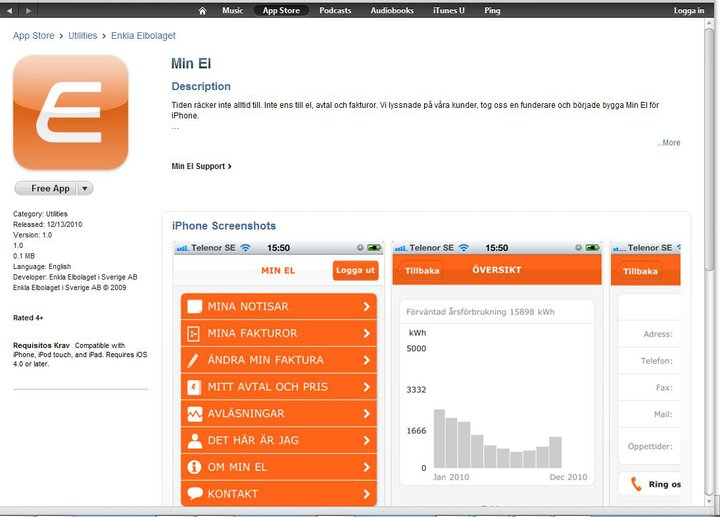 Music App Store Podcasts Audiobooks iTunes U Ping Logga in
App Store > Utilities > Enkla Elbolaget
Min El
Description
Tiden räcker inte alltid till. Inte ens till el, avtal och fakturor. Vi lyssnade på våra kunder, tog oss en funderare och började bygga Min El för
iPhone.
...
...More
Min El Support >
Free App
Category: Utilities
Released: 12/13/2010
Version: 1.0
1.0
0.1 MB
Language: English
Developer: Enkla Elbolaget i Sverige AB
Enkla Elbolaget i Sverige AB © 2009
Rated 4+
Requisitos Krav Compatible with
iPhone, iPod touch, and iPad. Requires iOS
4.0 or later.
iPhone Screenshots
Telenor SE 15:50
MIN EL Logga ut
MINA NOTISAR
MINA FAKTUROR
ÄNDRA MIN FAKTURA
MITT AVTAL OCH PRIS
AVLÄSNINGAR
DET HÄR ÄR JAG
OM MIN EL
KONTAKT
Telenor SE 15:50
Tillbaka ÖVERSIKT
Förväntad årsförbrukning 15898 kWh
kWh
5000
3332
1666
0
Jan 2010 Dec 2010
Telenor SE
Tillbaka
Adress:
Telefon:
Fax:
Mail:
Öppettider:
Ring os